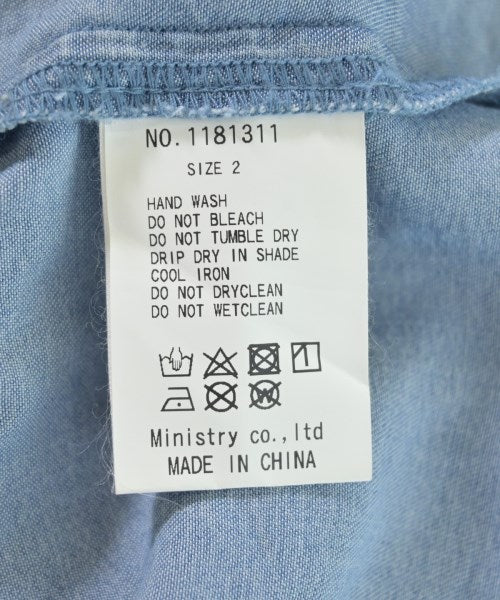 NO. 1181311
SIZE 2
HAND WASH
DO NOT BLEACH
DO NOT TUMBLE DRY
DRIP DRY IN SHADE
COOL IRON
DO NOT DRYCLEAN
DO NOT WETCLEAN
W
Ministry co.,ltd
MADE IN CHINA